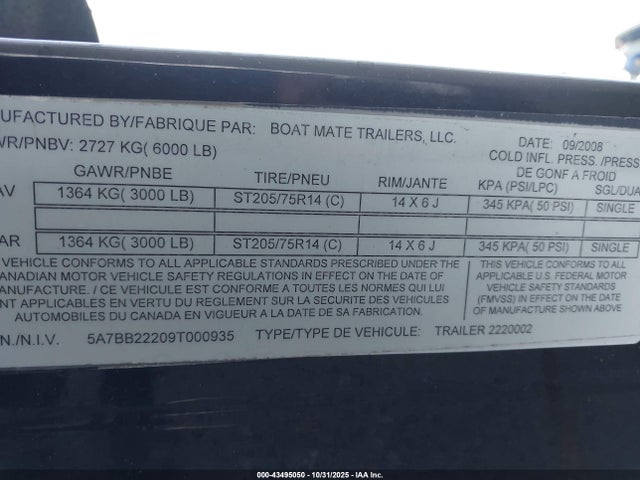 NUFACTURED BY/FABRIQUE PAR: BOAT MATE TRAILERS, LLC. DATE: 09/2008
WR/PNBV: 2727 KG( 6000 LB) COLD INFL. PRESS. /PRESS
DE GONF A FROID
GAWR/PNBE TIRE/PNEU RIM/JANTE KPA (PSI/LPC) SGL/DUA
AV 1364 KG( 3000 LB) ST205/75R14 (C) 14 X 6 J 345 KPA( 50 PSI) SINGLE
AR 1364 KG( 3000 LB) ST205/75R14 (C) 14 X 6 J 345 KPA( 50 PSI) SINGLE
VEHICLE CONFORMS TO ALL APPLICABLE STANDARDS PRESCRIBED UNDER THE
ANADIAN MOTOR VEHICLE SAFETY REGULATIONS IN EFFECT ON THE DATE OF
MANUFACTURE. / CE VEHICULE EST CONFORME A TOUTES LES NORMES QUI LUI
NT APPLICABLES EN VERTU DU REGLEMENT SUR LA SECURITE DES VEHICULES
AUTOMOBILES DU CANADA EN VIGUEUR A LA DATE DE SA FABRICATION.
THIS VEHICLE CONFORMS TO ALL
APPLICABLE U.S. FEDERAL MOTOR
VEHICLE SAFETY STANDARDS
(FMVSS) IN EFFECT ON THE DATE
OF MANUFACTURE SHOWN ABOVE
N./N.I.V. 5A7BB22209T000935 TYPE/TYPE DE VEHICULE: TRAILER 2220002
000-43495050 - 10/31/2025 - IAA Inc.